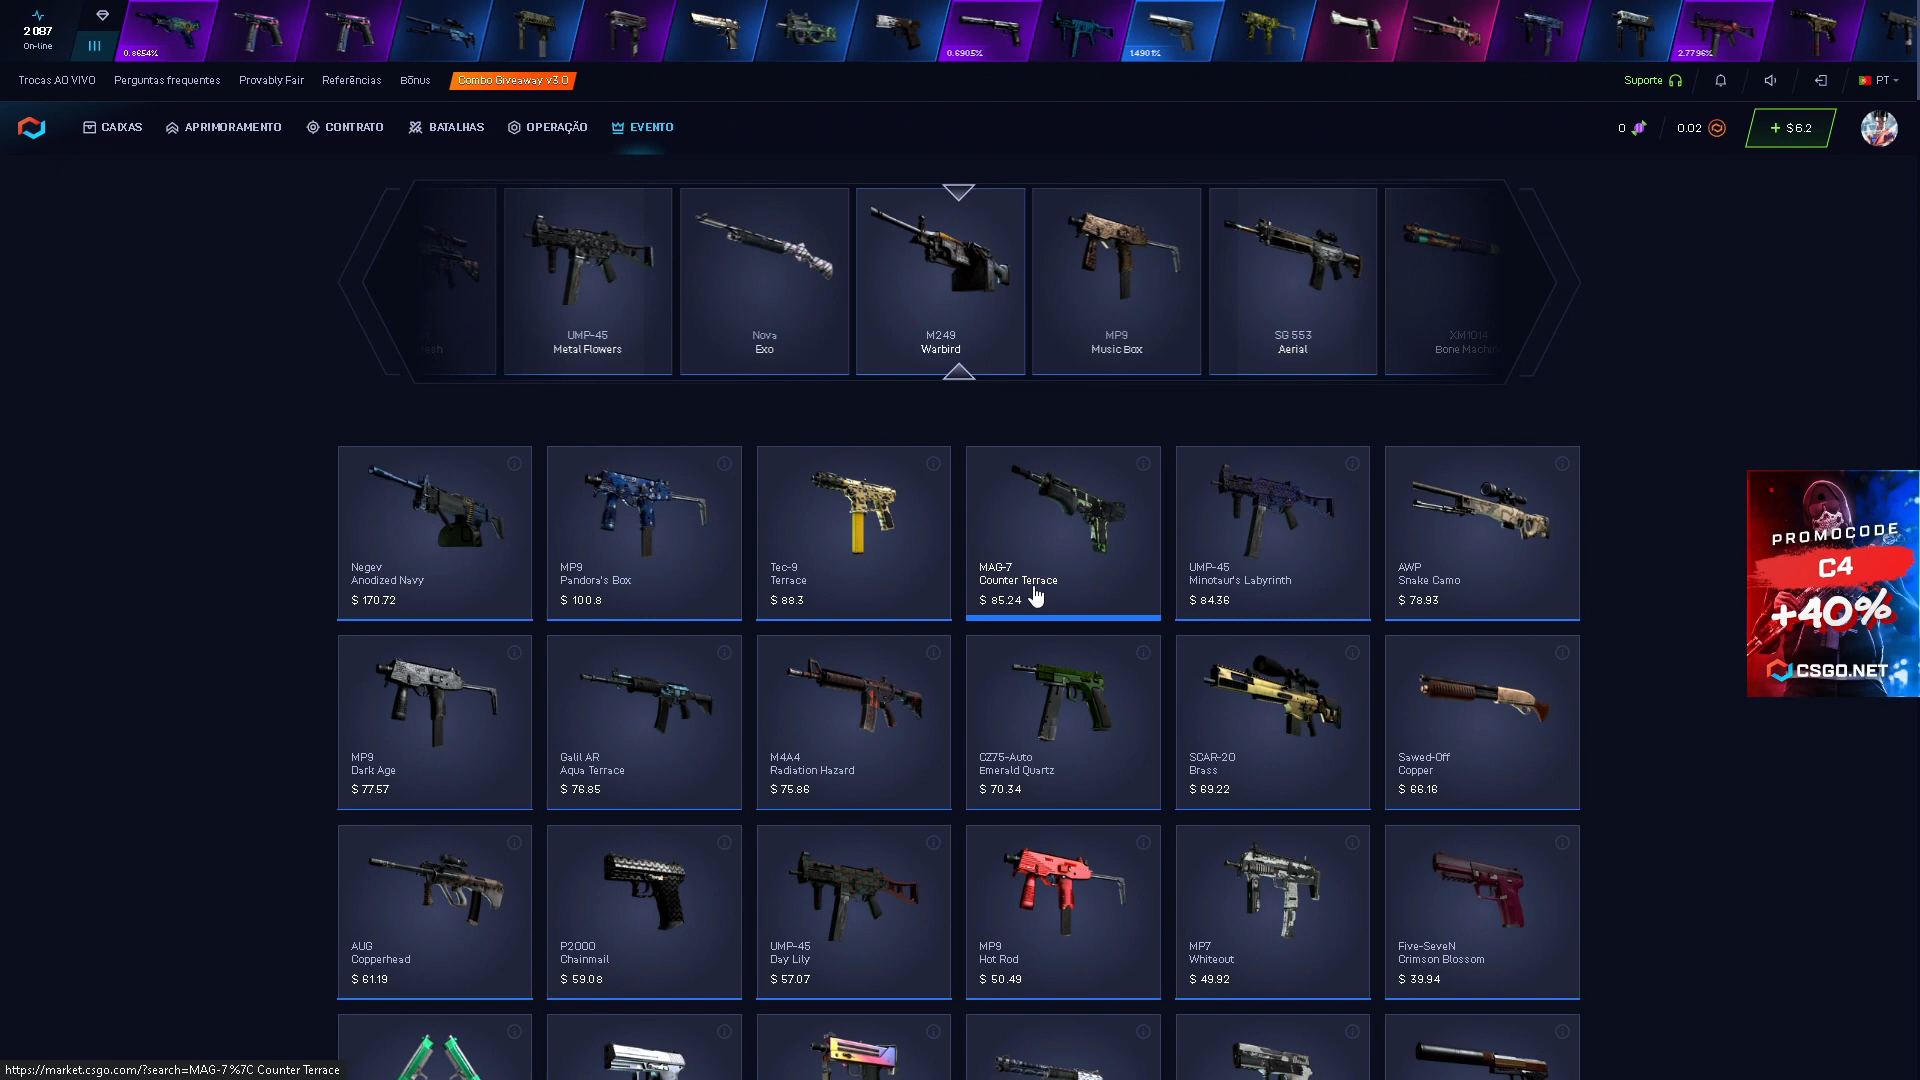 2 087
On-line
0.8654%
0.6905%
1.4901%
2.7796%
Trocas AO VIVO
Perguntas frequentes
Provably Fair
Referências
Bônus
Combo Giveaway v3.0
Suporte
PT
CAIXAS
APRIMORAMENTO
CONTRATO
BATALHAS
OPERAÇÃO
EVENTO
0
0.02
+ $ 6.2
UMP-45
Metal Flowers
Nova
Exo
M249
Warbird
MP9
Music Box
SG 553
Aerial
XM1014
Bone Machin
Negev
Anodized Navy
$ 170.72
MP9
Pandora's Box
$ 100.8
Tec-9
Terrace
$ 88.3
MAG-7
Counter Terrace
$ 85.24
UMP-45
Minotaur's Labyrinth
$ 84.36
AWP
Snake Camo
$ 78.93
PROMOCODE
C4
+40%
CSGO.NET
MP9
Dark Age
$ 77.57
Galil AR
Aqua Terrace
$ 76.85
M4A4
Radiation Hazard
$ 75.86
CZ75-Auto
Emerald Quartz
$ 70.34
SCAR-20
Brass
$ 69.22
Sawed-Off
Copper
$ 66.16
AUG
Copperhead
$ 61.19
P2000
Chainmail
$ 59.08
UMP-45
Day Lily
$ 57.07
MP9
Hot Rod
$ 50.49
MP7
Whiteout
$ 49.92
Five-SeveN
Crimson Blossom
$ 39.94
https://market.csgo.com/?search=MAG-7%7C Counter Terrace